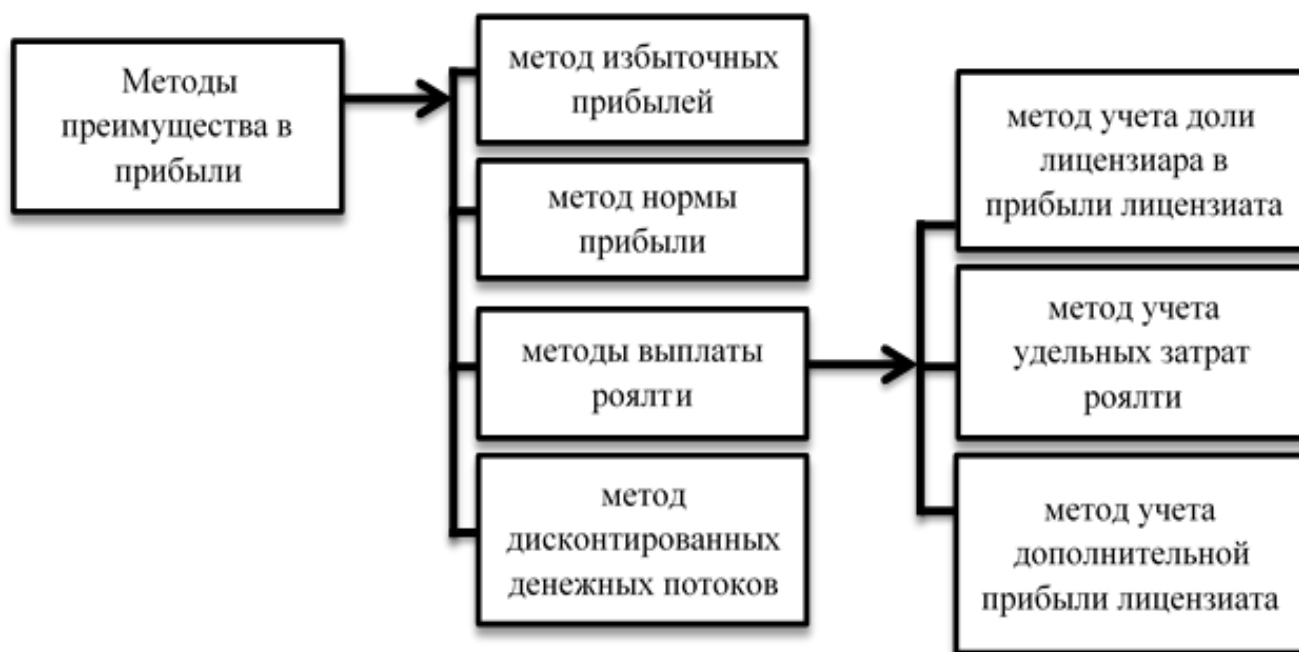 Методы
преимущества в
прибыли
метод избыточных
прибылей
метод нормы
прибыли
методы выплаты
роялти
метод
дисконтированных
денежных потоков
метод учета доли
лицензиара в
прибыли лицензиата
метод учета
удельных затрат
роялти
метод учета
дополнительной
прибыли лицензиата